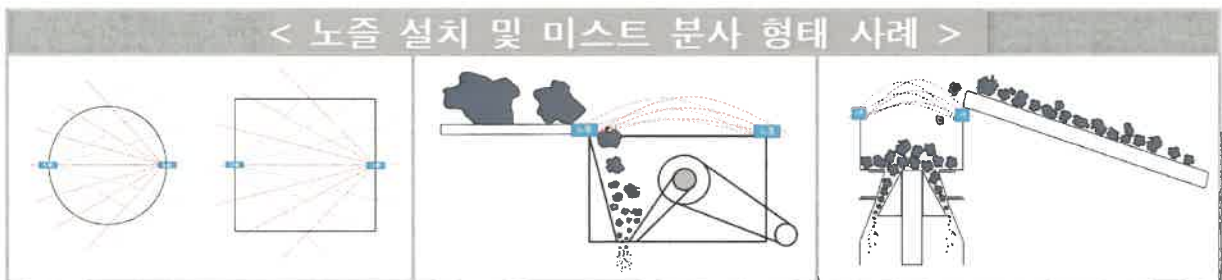 < 노즐 설치 및 미스트 분사 형태 사례 >